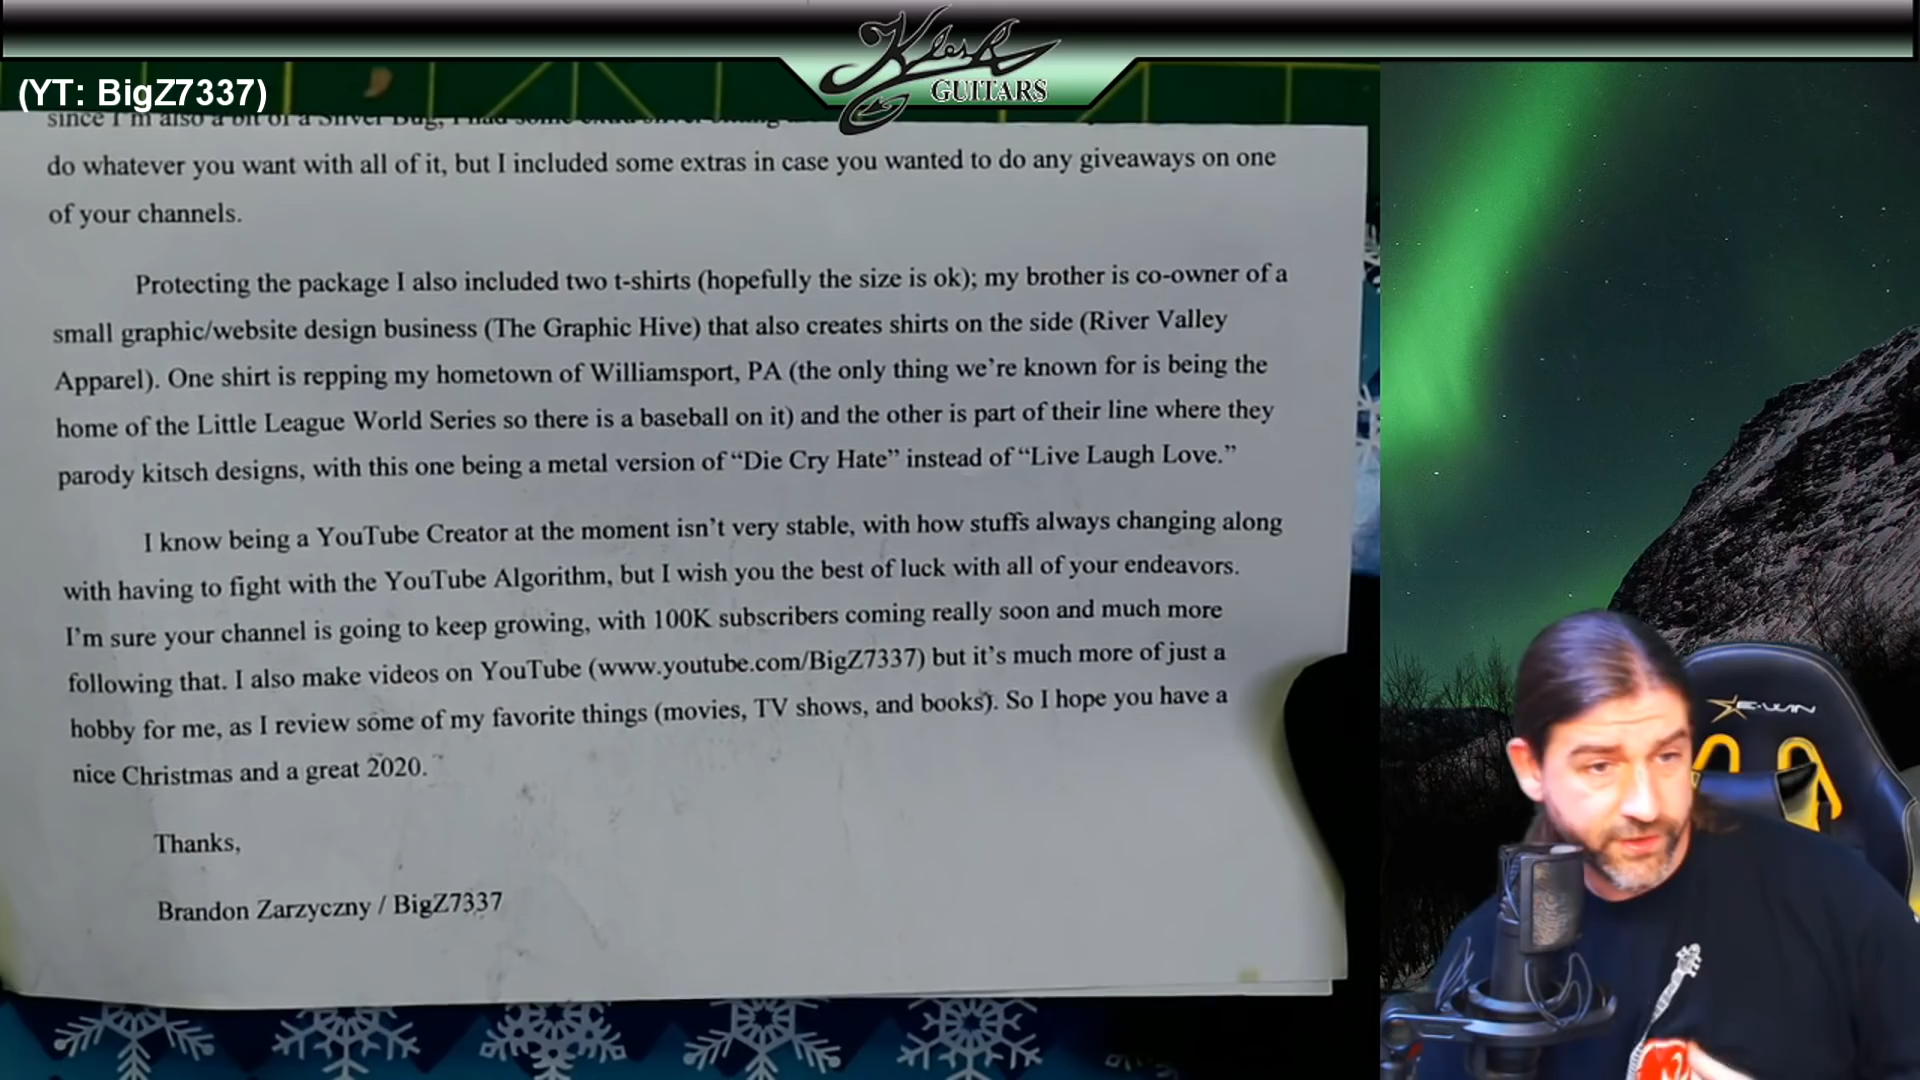 KlesR
GUITARS
(YT: BigZ7337)
since I'm also a bit of a Silver Bug, I had some
do whatever you want with all of it, but I included some extras in case you wanted to do any giveaways on one
of your channels.
Protecting the package I also included two t-shirts (hopefully the size is ok); my brother is co-owner of a
small graphic/website design business (The Graphic Hive) that also creates shirts on the side (River Valley
Apparel). One shirt is repping my hometown of Williamsport, PA (the only thing we're known for is being the
home of the Little League World Series so there is a baseball on it) and the other is part of their line where they
parody kitsch designs, with this one being a metal version of “Die Cry Hate” instead of “Live Laugh Love.”
I know being a YouTube Creator at the moment isn't very stable, with how stuffs always changing along
with having to fight with the YouTube Algorithm, but I wish you the best of luck with all of your endeavors.
I'm sure your channel is going to keep growing, with 100K subscribers coming really soon and much more
following that. I also make videos on YouTube (www.youtube.com/BigZ7337) but it's much more of just a
hobby for me, as I review some of my favorite things (movies, TV shows, and books). So I hope you have a
nice Christmas and a great 2020.
Thanks,
Brandon Zarzyczny / BigZ7337
E-WIN